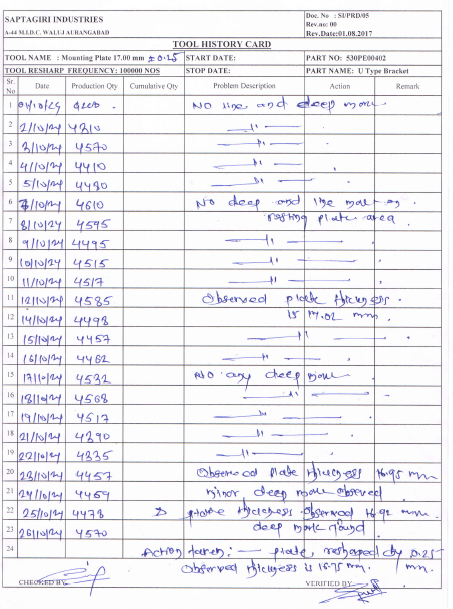 SAPTAGIRI INDUSTRIES
A-44 M.I.D.C. WALUJ AURANGABAD
Doc. No : SI/PRD/05
Rev.no: 00
Rev.Date:01.08.2017
TOOL HISTORY CARD
TOOL NAME : Mounting Plate 17.00 mm ± 0.25 START DATE: PART NO: 530PE00402
TOOL RESHARP FREQUENCY: 100000 NOS STOP DATE: PART NAME: U Type Bracket
Sr. No Date Production Qty Cumulative Qty Problem Description Action Remark
1 01/10/24 No line and deep mark
2 2/10/24 4310 —〃—
3 3/10/24 4570 —〃—
4 4/10/24 4410 —〃—
5 5/10/24 4480 —〃—
6 7/10/24 4610 No deep and line mark on
7 8/10/24 4595 resting plate area.
8 9/10/24 4495 —〃—
9 10/10/24 4515 —〃—
10 11/10/24 4517 —〃—
11 12/10/24 4585 Observed plate thickness
12 14/10/24 4498 is 17.02 mm.
13 15/10/24 4457 —〃—
14 16/10/24 4462 —〃—
15 17/10/24 4532 No any deep mark
16 18/10/24 4568 —〃—
17 19/10/24 4517 —〃—
18 21/10/24 4390 —〃—
19 22/10/24 4335 —〃—
20 23/10/24 4457 Observed plate thickness 16.95 mm
21 24/10/24 4469 minor deep mark observed
22 25/10/24 4478 plate thickness observed 16.92 mm.
23 26/10/24 4570 deep mark found
24 Action taken: — plate, reshaped by 0.25 mm.
Observed thickness is 16.75 mm.
CHECKED BY VERIFIED BY